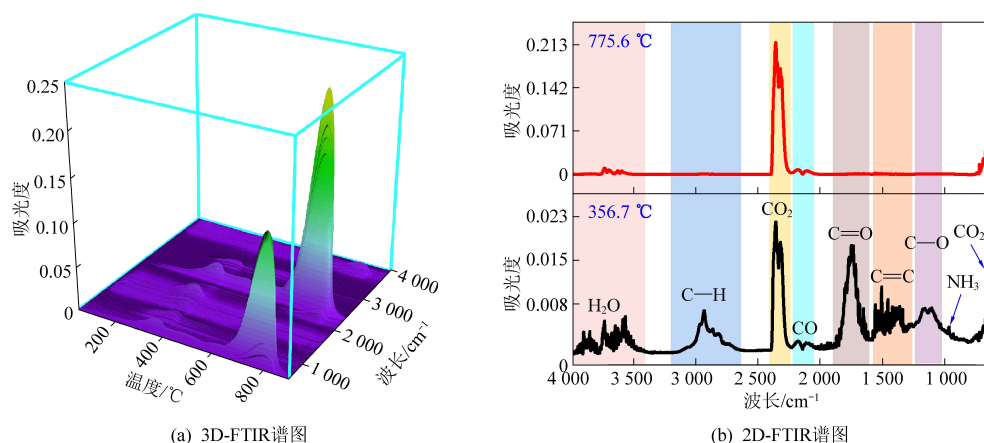 0.25
0.20
0.15
0.10
0.05
0
吸光度
200
400
600
800
温度/℃
1 000
2 000
3 000
4 000
波长/cm⁻¹
(a) 3D-FTIR谱图
775.6 ℃
0.213
0.142
0.071
0
吸光度
356.7 ℃
0.023
0.015
0.008
0
吸光度
H₂O
C—H
CO₂
CO
C=O
C=C
C—O
NH₃
CO₂
4 000
3 000
2 500
2 000
1 500
1 000
波长/cm⁻¹
(b) 2D-FTIR谱图